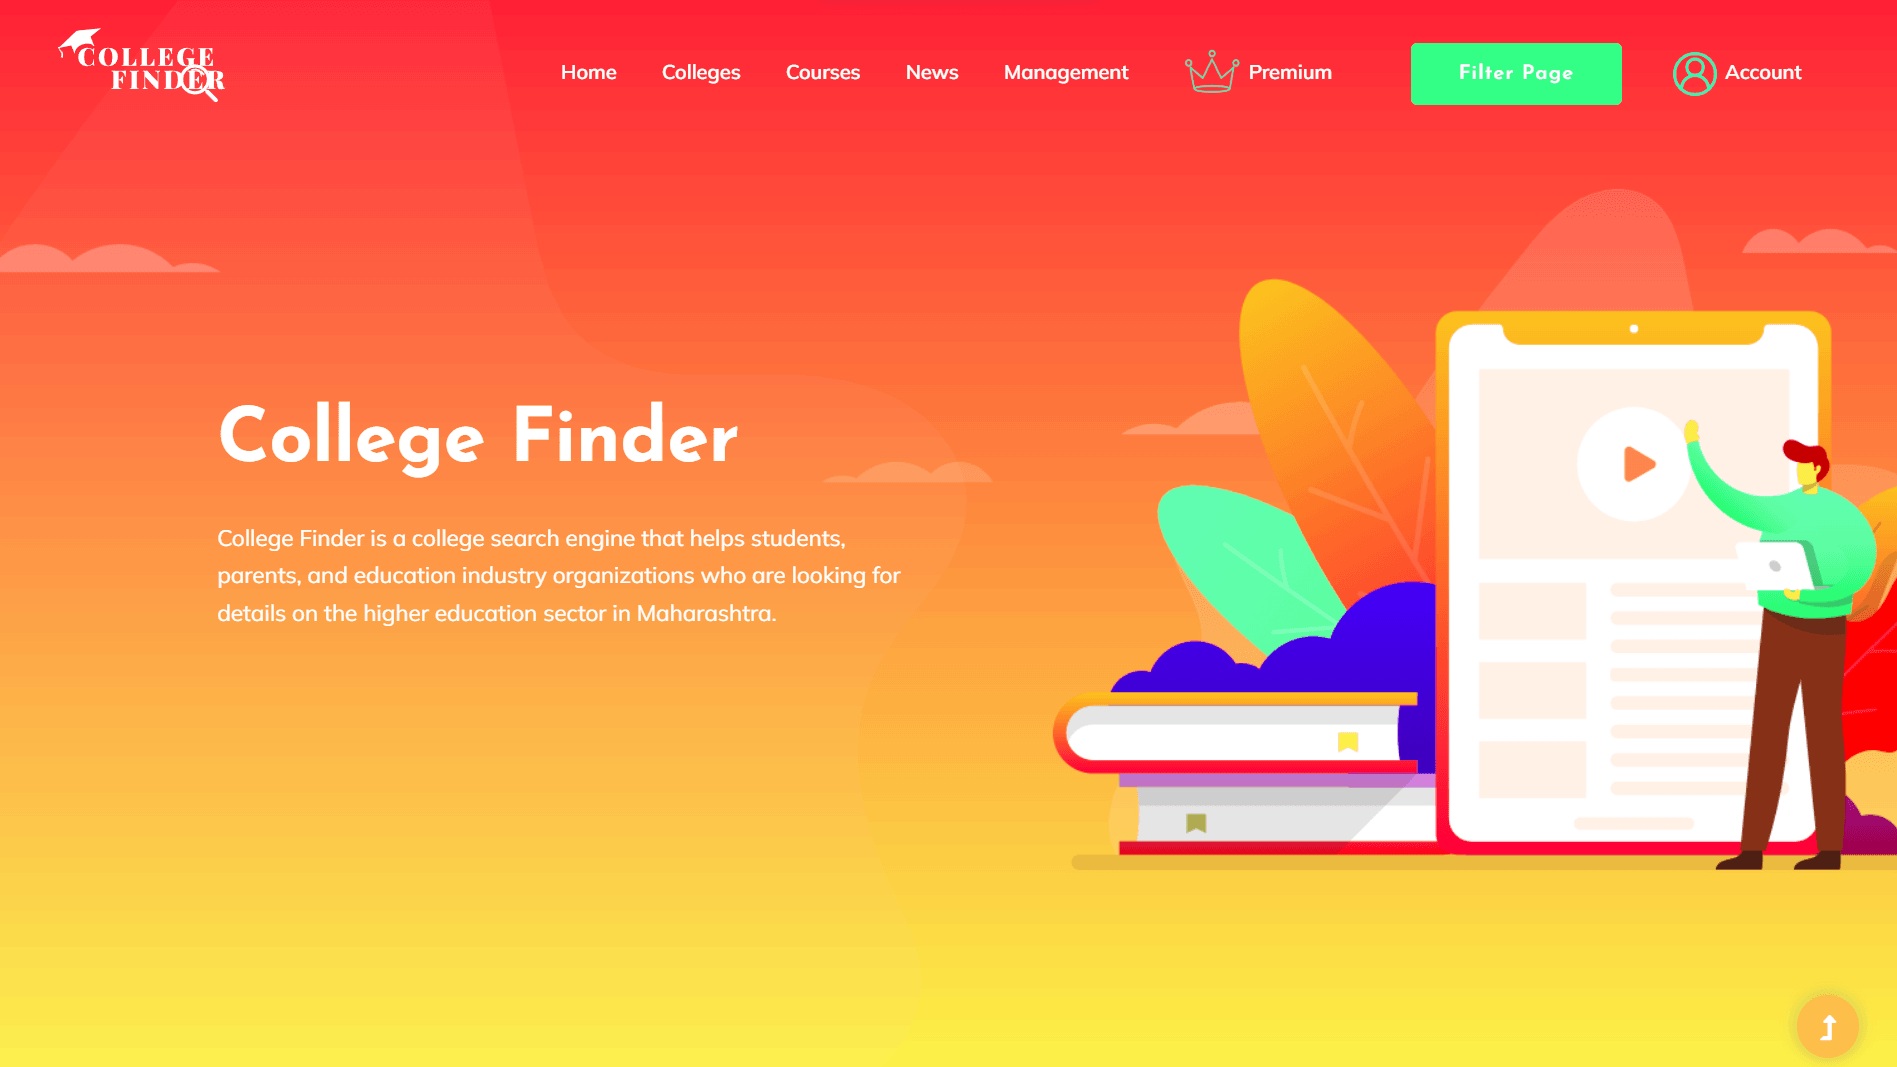 COLLEGE
FINDER
Home Colleges Courses News Management Premium Filter Page Account
College Finder
College Finder is a college search engine that helps students,
parents, and education industry organizations who are looking for
details on the higher education sector in Maharashtra.